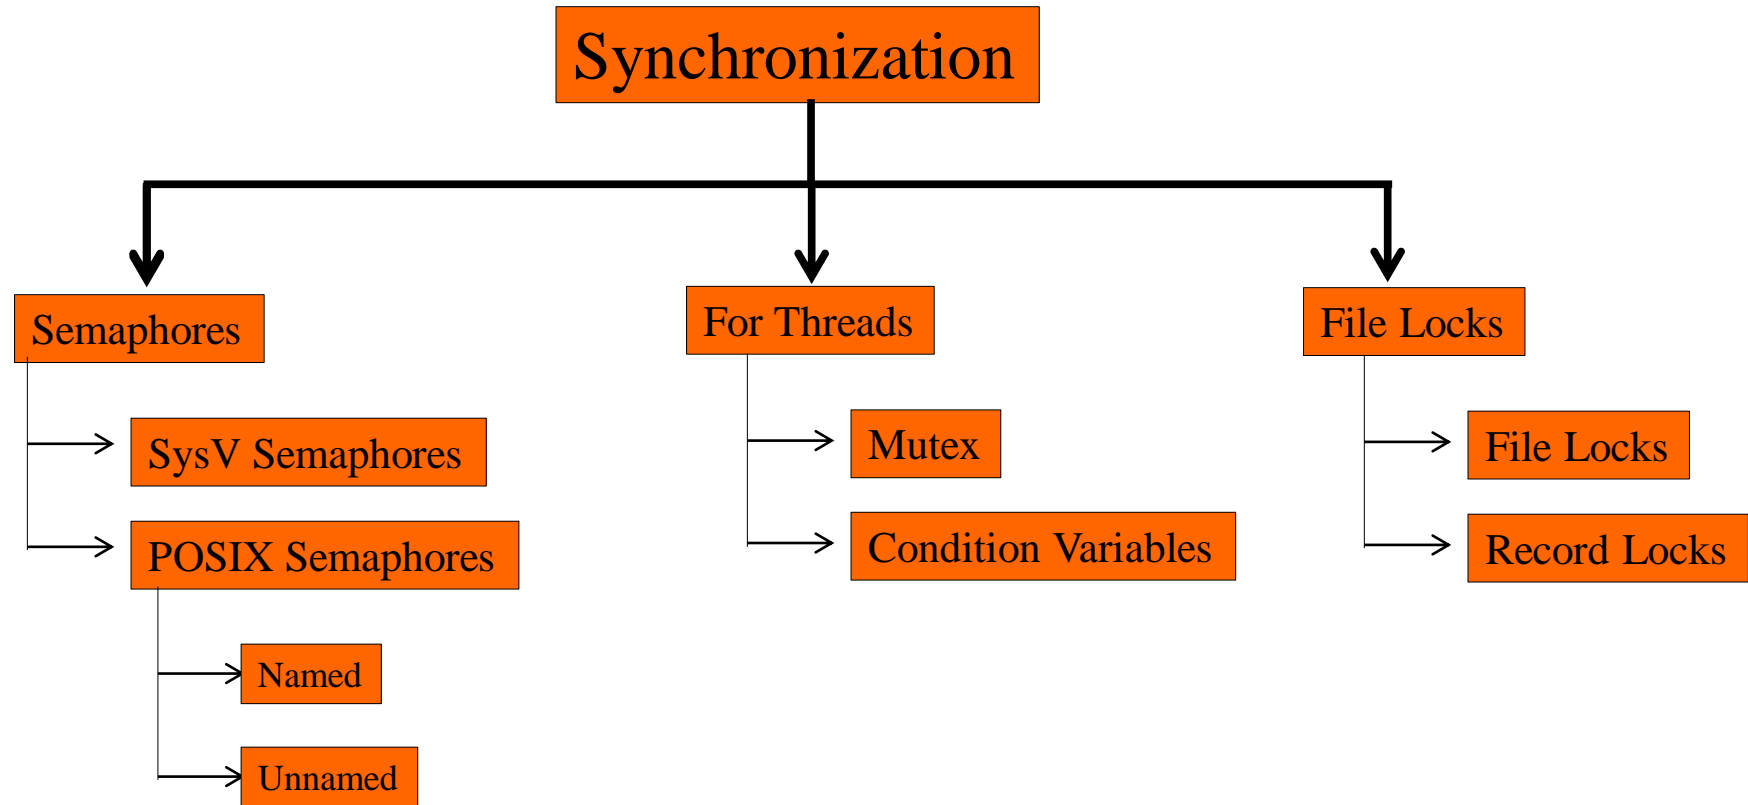 Synchronization
Semaphores
SysV Semaphores
POSIX Semaphores
Named
Unnamed
For Threads
Mutex
Condition Variables
File Locks
File Locks
Record Locks